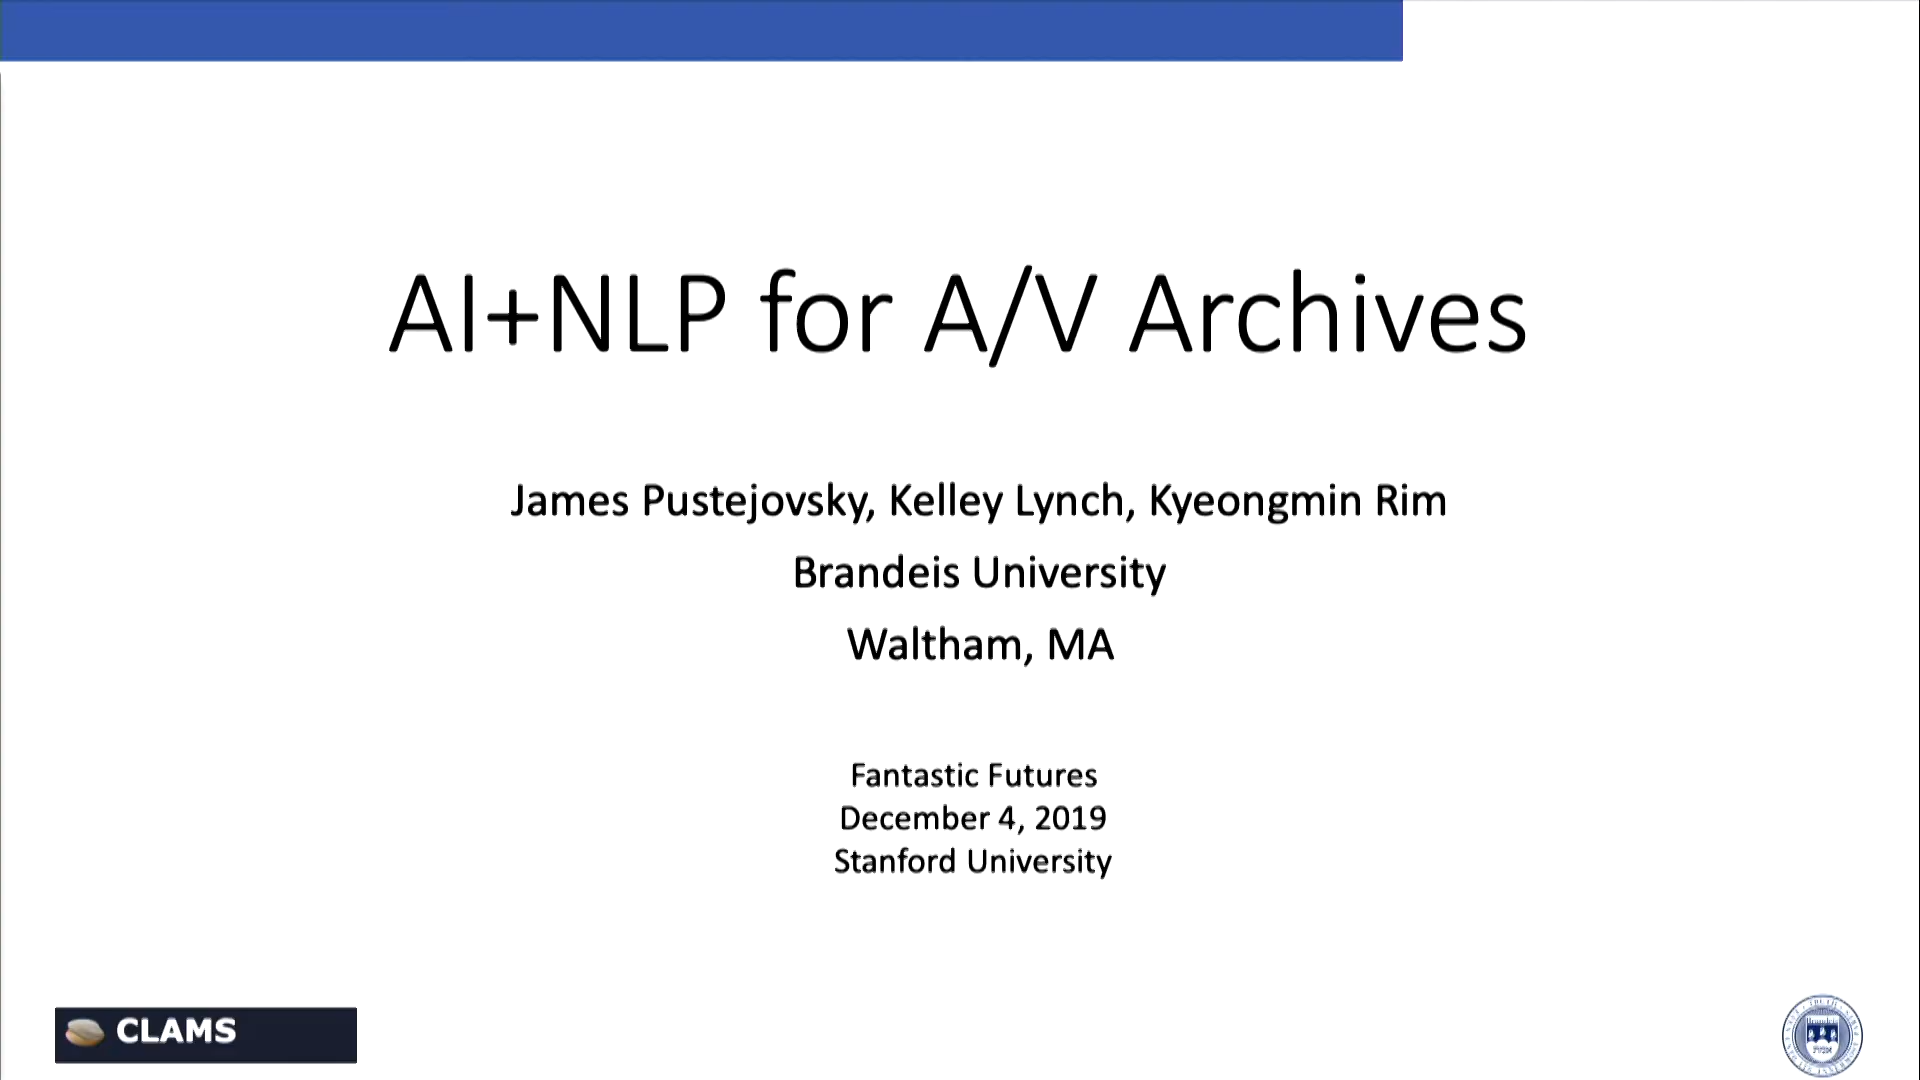 AI+NLP for A/V Archives
James Pustejovsky, Kelley Lynch, Kyeongmin Rim
Brandeis University
Waltham, MA
Fantastic Futures
December 4, 2019
Stanford University
CLAMS